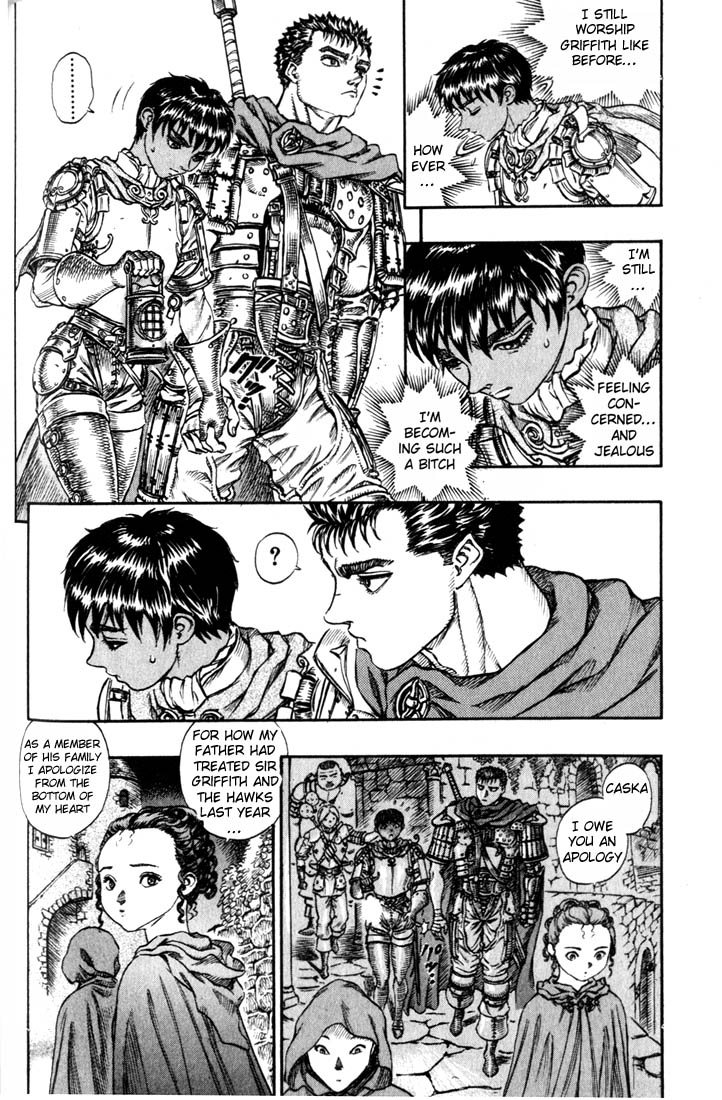 I STILL
WORSHIP
GRIFFITH LIKE
BEFORE...
HOW
EVER
...
........
I'M
STILL
...
FEELING
CON-
CERNED...
AND
JEALOUS
I'M
BECOM-
ING SUCH
A BITCH
?
CASKA
I OWE
YOU AN
APOLOGY
FOR HOW MY
FATHER HAD
TREATED SIR
GRIFFITH AND
THE HAWKS
LAST YEAR
...
AS A MEMBER
OF HIS FAMILY
I APOLOGIZE
FROM THE
BOTTOM OF
MY HEART